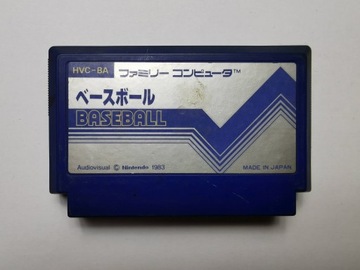 HVC-BA ファミリー コンピュータ™
ベースボール
BASEBALL
Audiovisual © Nintendo 1983
MADE IN JAPAN